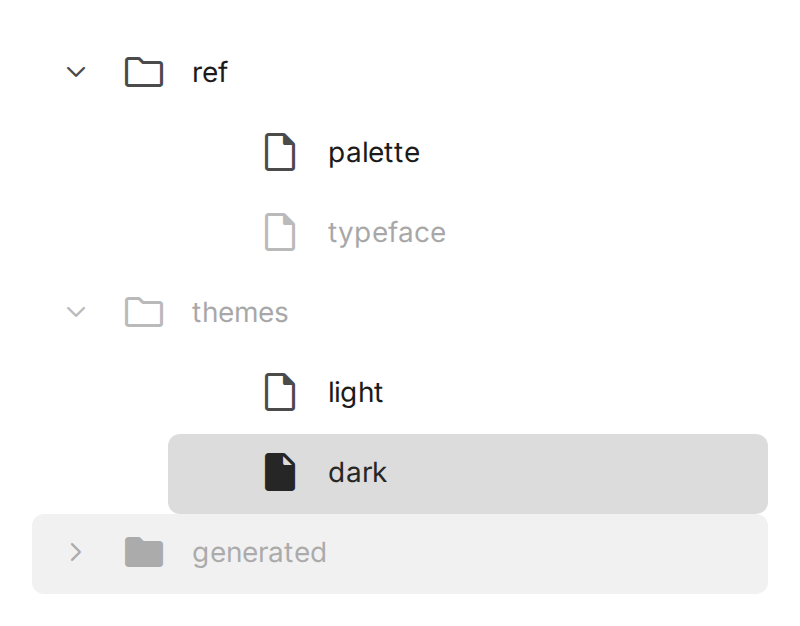 ref
palette
typeface
themes
light
dark
generated